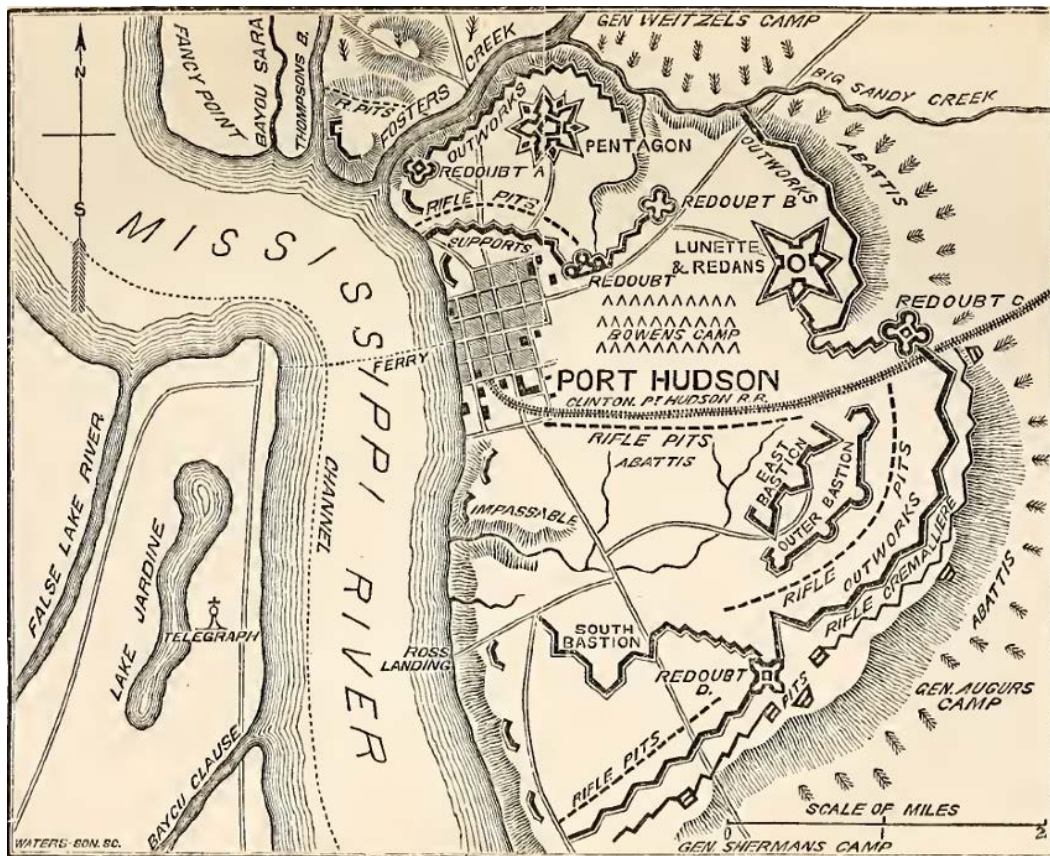 GEN WEITZELS CAMP
N
FANCY POINT
BAYOU SARA
THOMPSONS B.
R PITS
FOSTERS CREEK
BIG SANDY CREEK
OUTWORKS
PENTAGON
REDOUBT A
OUTWORKS
ABATTIS
RIFLE PITS
REDOUBT B
S
MISSISSIPPI RIVER
SUPPORTS
LUNETTE
& REDANS
REDOUBT
REDOUBT C
BOWENS CAMP
FERRY
PORT HUDSON
CLINTON. PT HUDSON R.R.
RIFLE PITS
ABATTIS
EAST
BASTION
OUTER BASTION
RIFLE PITS
FALSE LAKE RIVER
CHANNEL
IMPASSABLE
LAKE JARDINE
OUTWORKS
RIFLE CREMALLIERE
ABATTIS
TELEGRAPH
SOUTH
BASTION
ROSS
LANDING
REDOUBT
D.
PITS
GEN. AUGURS
CAMP
BAYCU CLAUSE
RIFLE PITS
SCALE OF MILES
0 1 2
WATERS-SON. SC.
GEN. SHERMANS CAMP